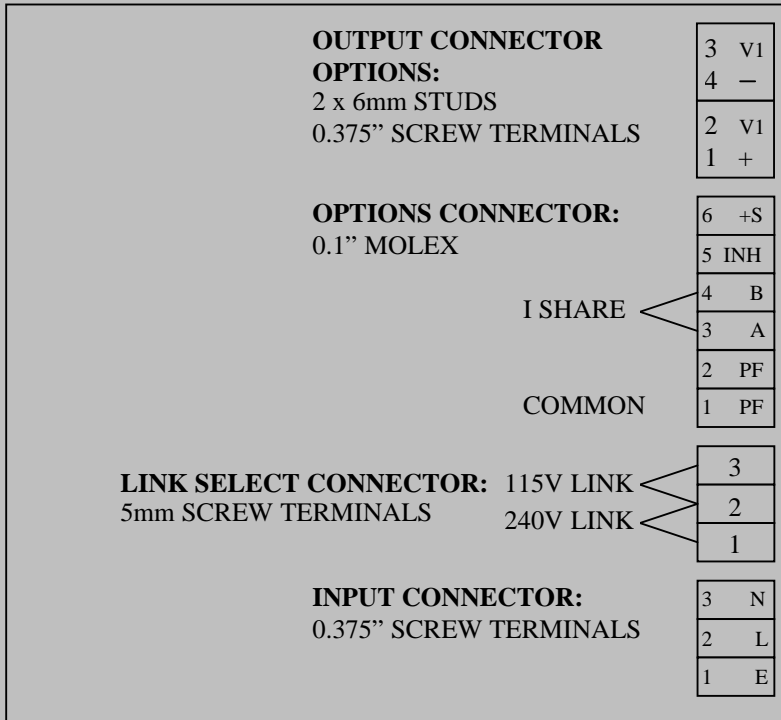 OUTPUT CONNECTOR
OPTIONS:
2 x 6mm STUDS
0.375” SCREW TERMINALS
3 V1
4 −
2 V1
1 +
OPTIONS CONNECTOR:
0.1” MOLEX
6 +S
5 INH
I SHARE
4 B
3 A
2 PF
COMMON
1 PF
LINK SELECT CONNECTOR:
5mm SCREW TERMINALS
115V LINK
240V LINK
3
2
1
INPUT CONNECTOR:
0.375” SCREW TERMINALS
3 N
2 L
1 E